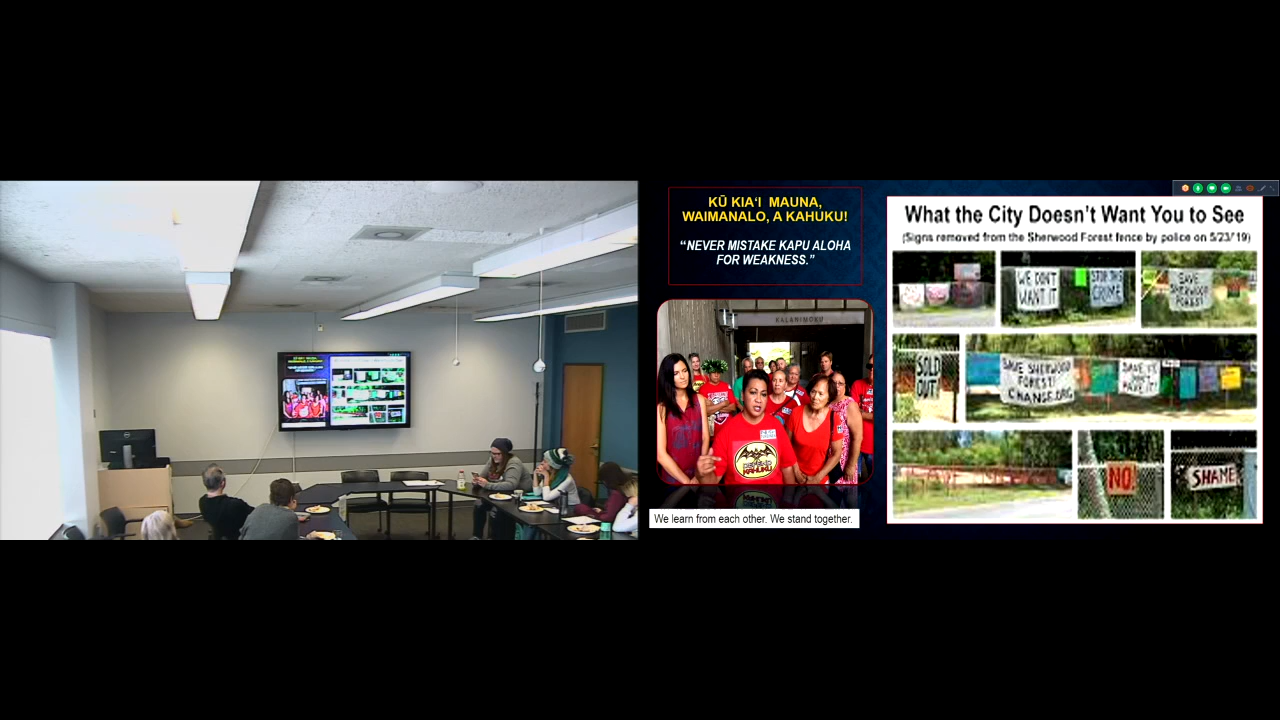 KŪ KIAʻI MAUNA,
WAIMANALO, A KAHUKU!
“NEVER MISTAKE KAPU ALOHA
FOR WEAKNESS.”
KALANIMOKU
DEFEND
KAHUKU
We learn from each other. We stand together.
What the City Doesn’t Want You to See
(Signs removed from the Sherwood Forest fence by police on 5/23/19)
WE DON'T
WANT IT
STOP THIS
CRIME
SAVE
SHERWOOD
FOREST
SOLD
OUT!
SAVE SHERWOOD
FOREST!
CHANGE.ORG
NO.
SHAME